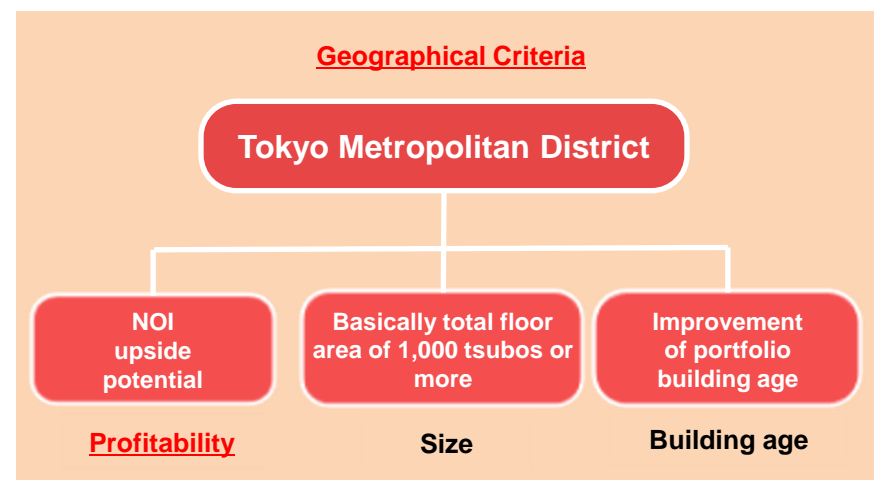 Geographical Criteria
Tokyo Metropolitan District
NOI
upside
potential
Basically total floor
area of 1,000 tsubos or
more
Improvement
of portfolio
building age
Profitability
Size
Building age